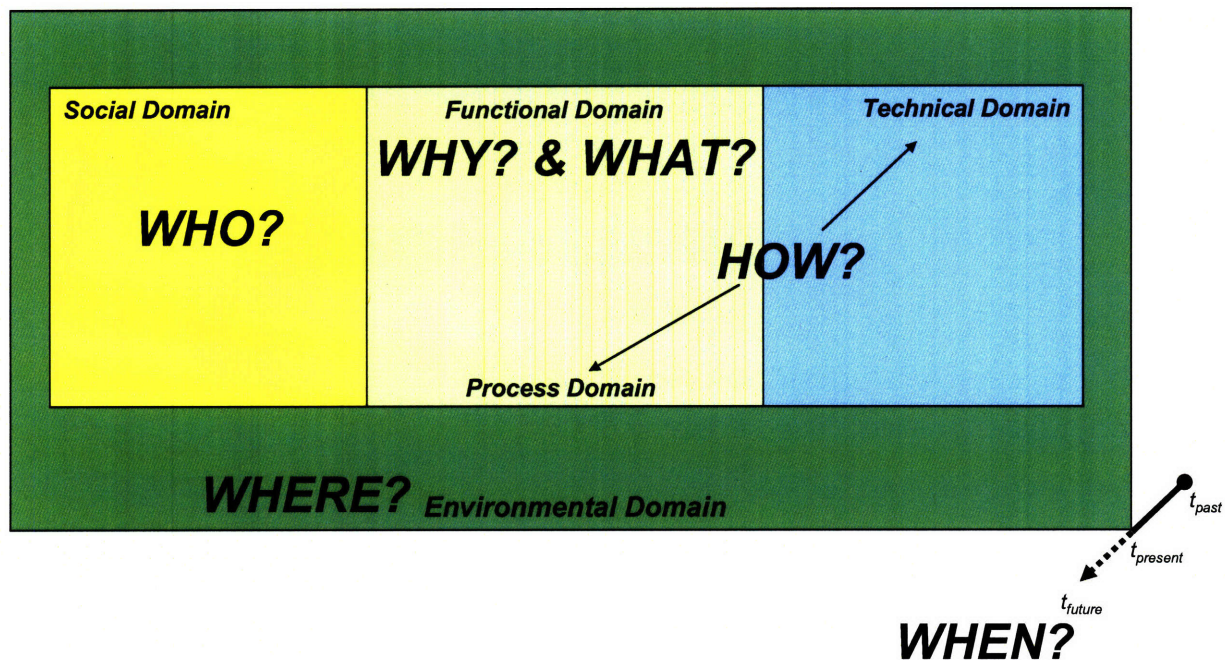 Social Domain
Functional Domain
Technical Domain
WHY? & WHAT?
WHO?
HOW?
Process Domain
WHERE? Environmental Domain
t_past
t_present
t_future
WHEN?